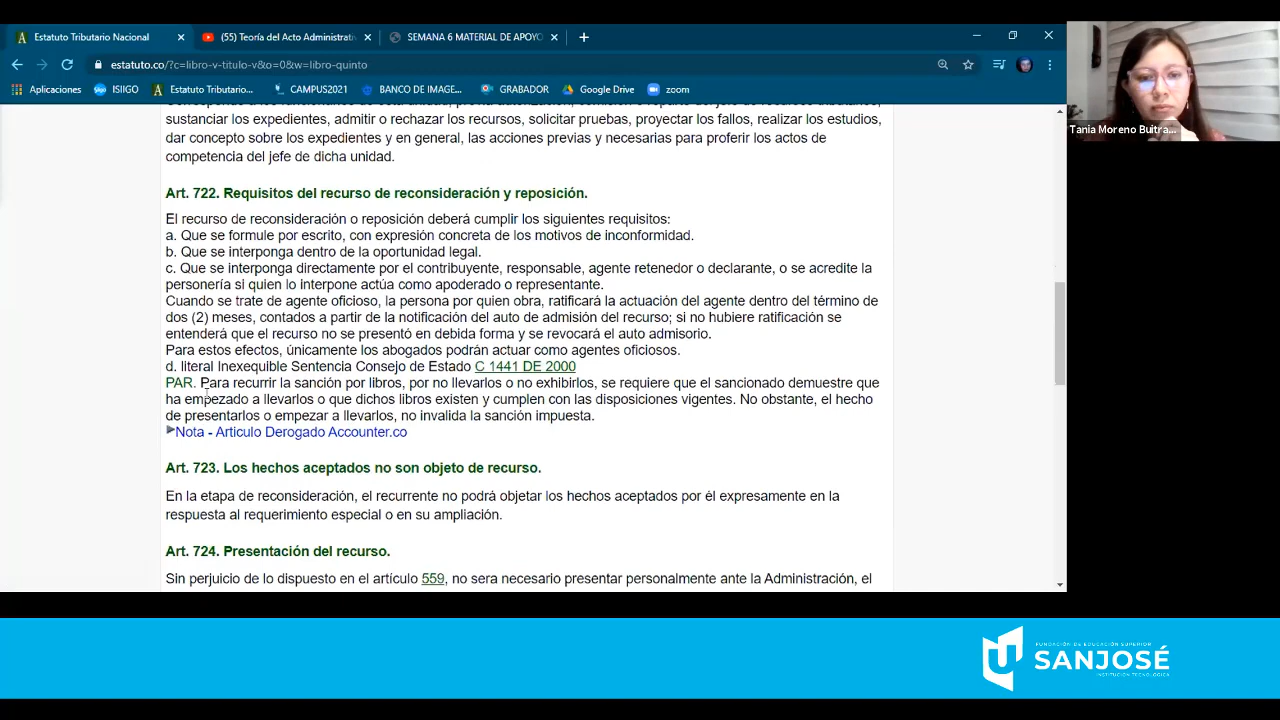 Estatuto Tributario Nacional
(55) Teoría del Acto Administrativ
SEMANA 6 MATERIAL DE APOYO
estatuto.co/?c=libro-v-titulo-v&o=0&w=libro-quinto
Aplicaciones
ISIIGO
Estatuto Tributario...
CAMPUS2021
BANCO DE IMAGE...
GRABADOR
Google Drive
zoom
Tania Moreno Buitra...
sustanciar los expedientes, admitir o rechazar los recursos, solicitar pruebas, proyectar los fallos, realizar los estudios,
dar concepto sobre los expedientes y en general, las acciones previas y necesarias para proferir los actos de
competencia del jefe de dicha unidad.
Art. 722. Requisitos del recurso de reconsideración y reposición.
El recurso de reconsideración o reposición deberá cumplir los siguientes requisitos:
a. Que se formule por escrito, con expresión concreta de los motivos de inconformidad.
b. Que se interponga dentro de la oportunidad legal.
c. Que se interponga directamente por el contribuyente, responsable, agente retenedor o declarante, o se acredite la
personería si quien lo interpone actúa como apoderado o representante.
Cuando se trate de agente oficioso, la persona por quien obra, ratificará la actuación del agente dentro del término de
dos (2) meses, contados a partir de la notificación del auto de admisión del recurso; si no hubiere ratificación se
entenderá que el recurso no se presentó en debida forma y se revocará el auto admisorio.
Para estos efectos, únicamente los abogados podrán actuar como agentes oficiosos.
d. literal Inexequible Sentencia Consejo de Estado C 1441 DE 2000
PAR. Para recurrir la sanción por libros, por no llevarlos o no exhibirlos, se requiere que el sancionado demuestre que
ha empezado a llevarlos o que dichos libros existen y cumplen con las disposiciones vigentes. No obstante, el hecho
de presentarlos o empezar a llevarlos, no invalida la sanción impuesta.
Nota - Articulo Derogado Accounter.co
Art. 723. Los hechos aceptados no son objeto de recurso.
En la etapa de reconsideración, el recurrente no podrá objetar los hechos aceptados por él expresamente en la
respuesta al requerimiento especial o en su ampliación.
Art. 724. Presentación del recurso.
Sin perjuicio de lo dispuesto en el artículo 559, no sera necesario presentar personalmente ante la Administración, el
FUNDACIÓN DE EDUCACIÓN SUPERIOR
SANJOSÉ
INSTITUCIÓN TECNOLÓGICA